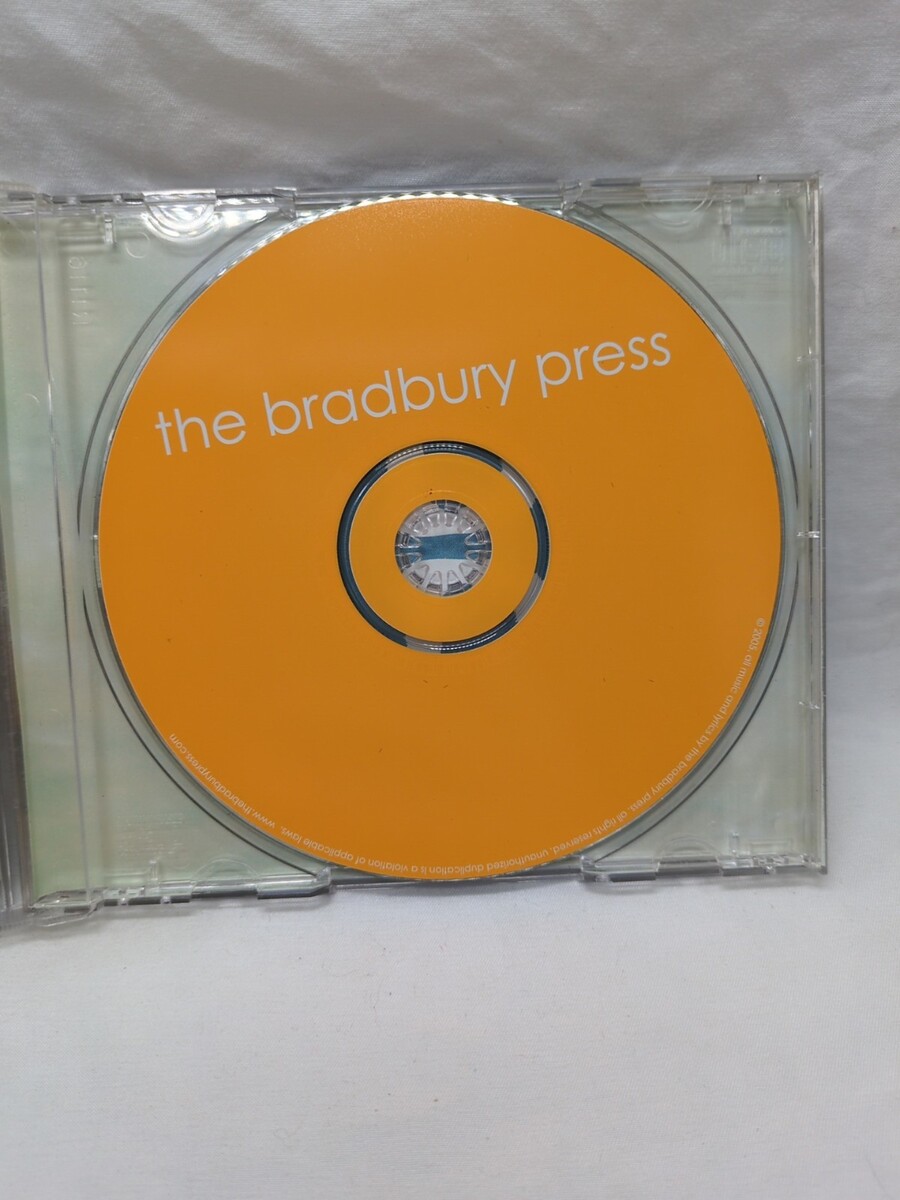 the bradbury press
© 2005. all music and lyrics by the bradbury press. all rights reserved. unauthorized duplication is a violation of applicable laws. www.thebradburypress.com